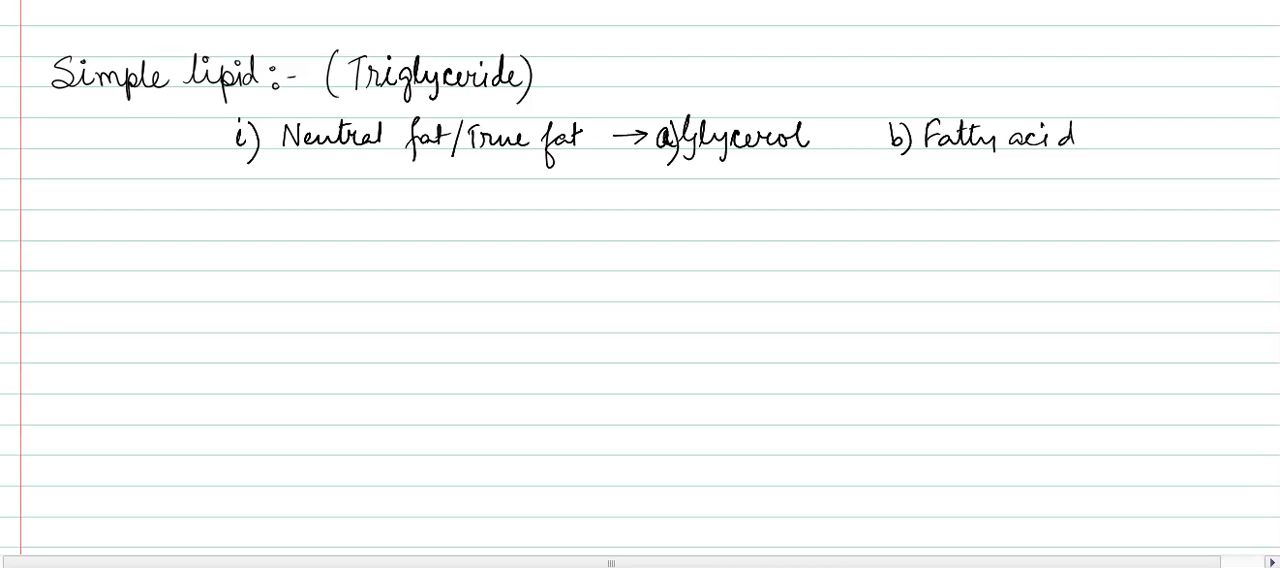 Simple lipid :- (Triglyceride)
i) Neutral fat/True fat → a) Glycerol b) Fatty acid